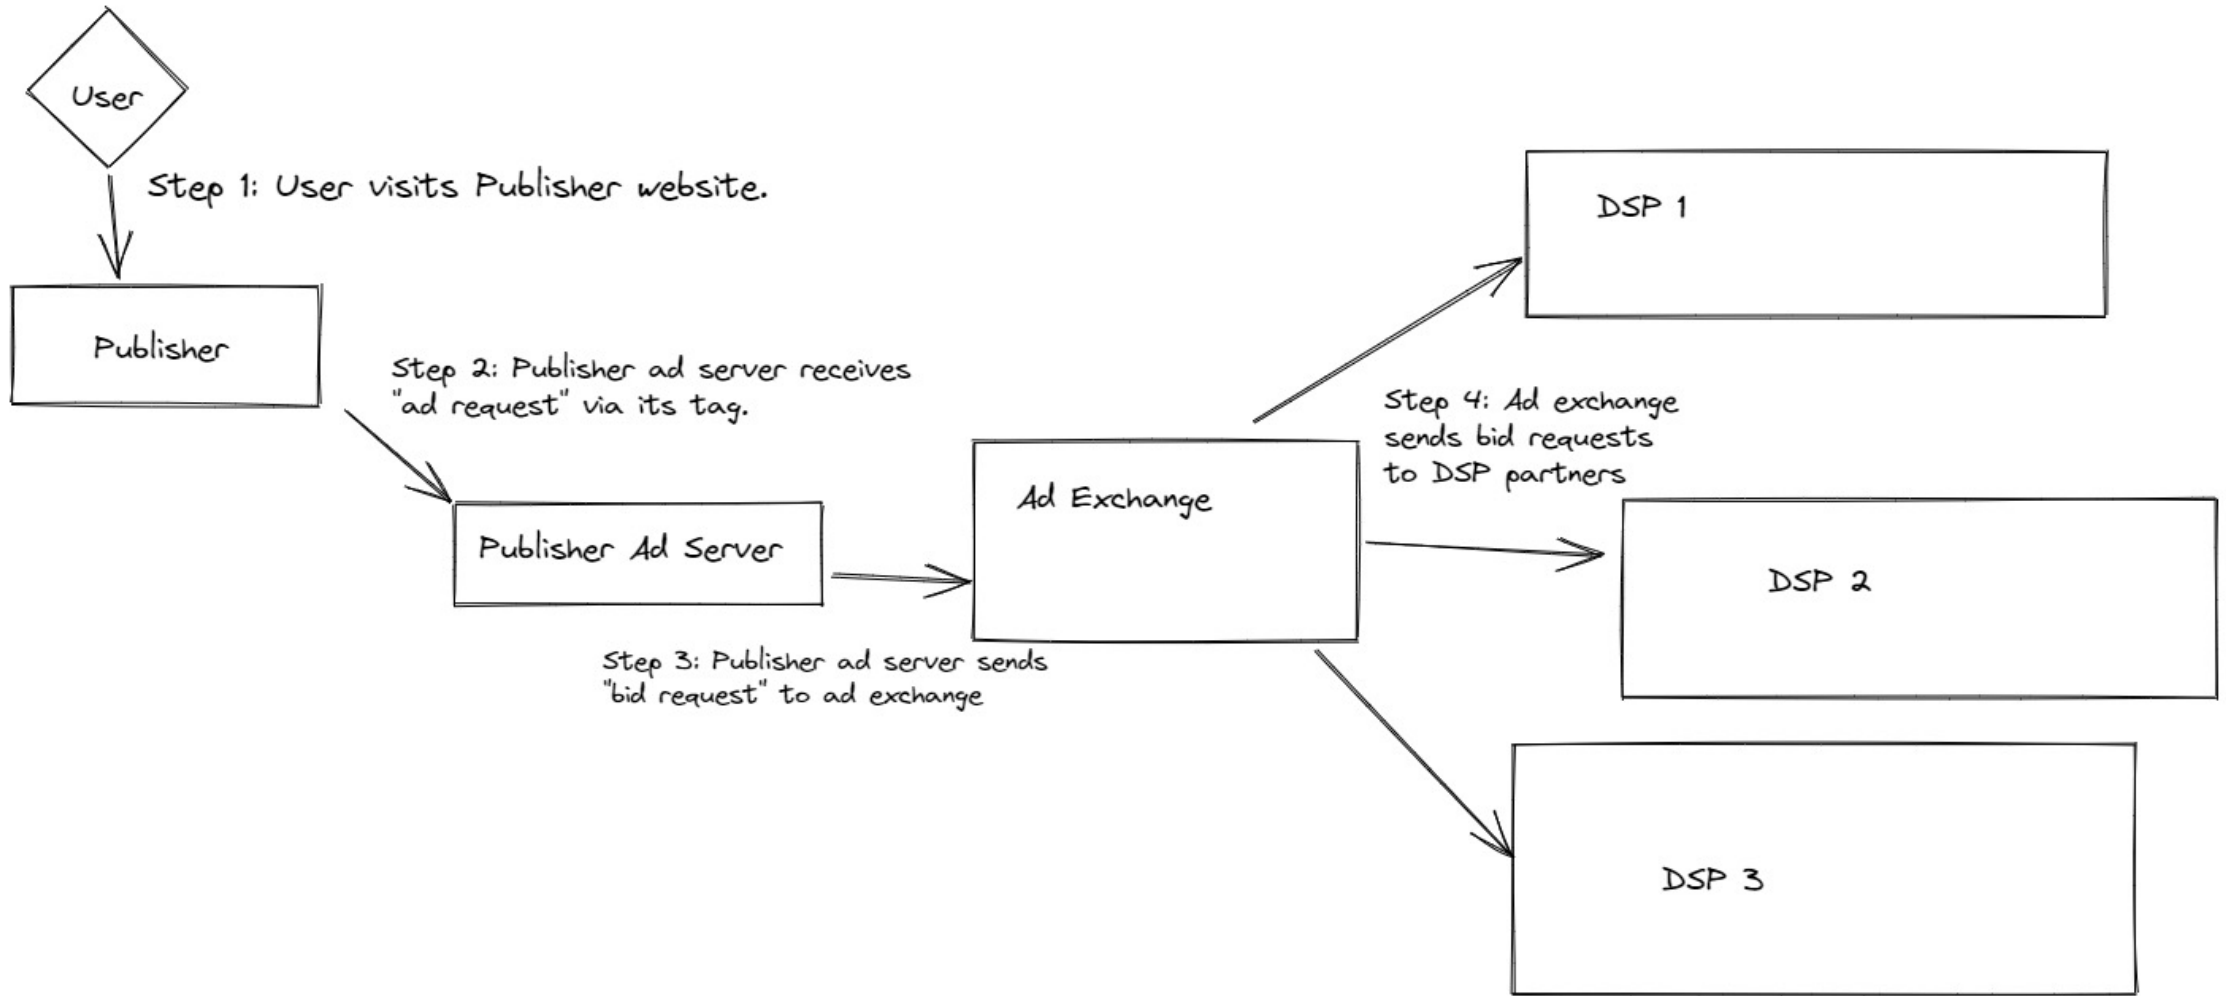 User
Step 1: User visits Publisher website.
Publisher
Step 2: Publisher ad server receives
"ad request" via its tag.
Publisher Ad Server
Step 3: Publisher ad server sends
"bid request" to ad exchange
Ad Exchange
Step 4: Ad exchange
sends bid requests
to DSP partners
DSP 1
DSP 2
DSP 3